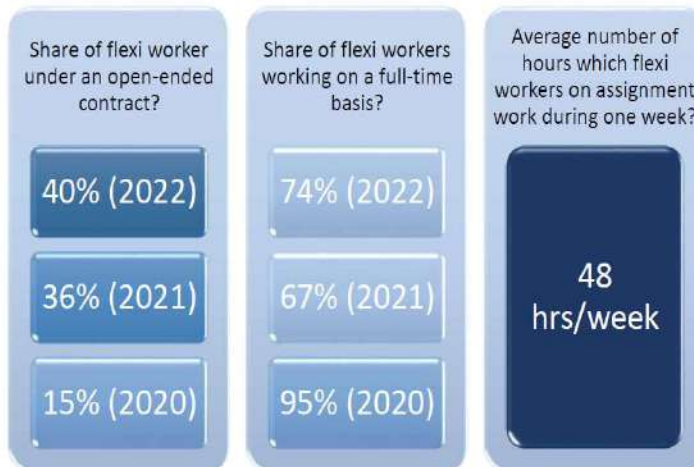 Share of flexi worker
under an open-ended
contract?
40% (2022)
36% (2021)
15% (2020)
Share of flexi workers
working on a full-time
basis?
74% (2022)
67% (2021)
95% (2020)
Average number of
hours which flexi
workers on assignment
work during one week?
48
hrs/week